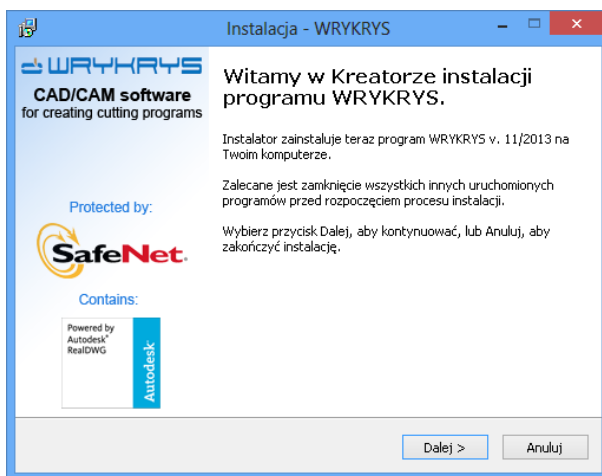 Instalacja - WRYKRYS
WRYKRYS
CAD/CAM software
for creating cutting programs
Protected by:
SafeNet.
Contains:
Powered by
Autodesk®
RealDWG
Autodesk®
Witamy w Kreatorze instalacji
programu WRYKRYS.
Instalator zainstaluje teraz program WRYKRYS v. 11/2013 na
Twoim komputerze.
Zalecane jest zamknięcie wszystkich innych uruchomionych
programów przed rozpoczęciem procesu instalacji.
Wybierz przycisk Dalej, aby kontynuować, lub Anuluj, aby
zakończyć instalację.
Dalej >
Anuluj